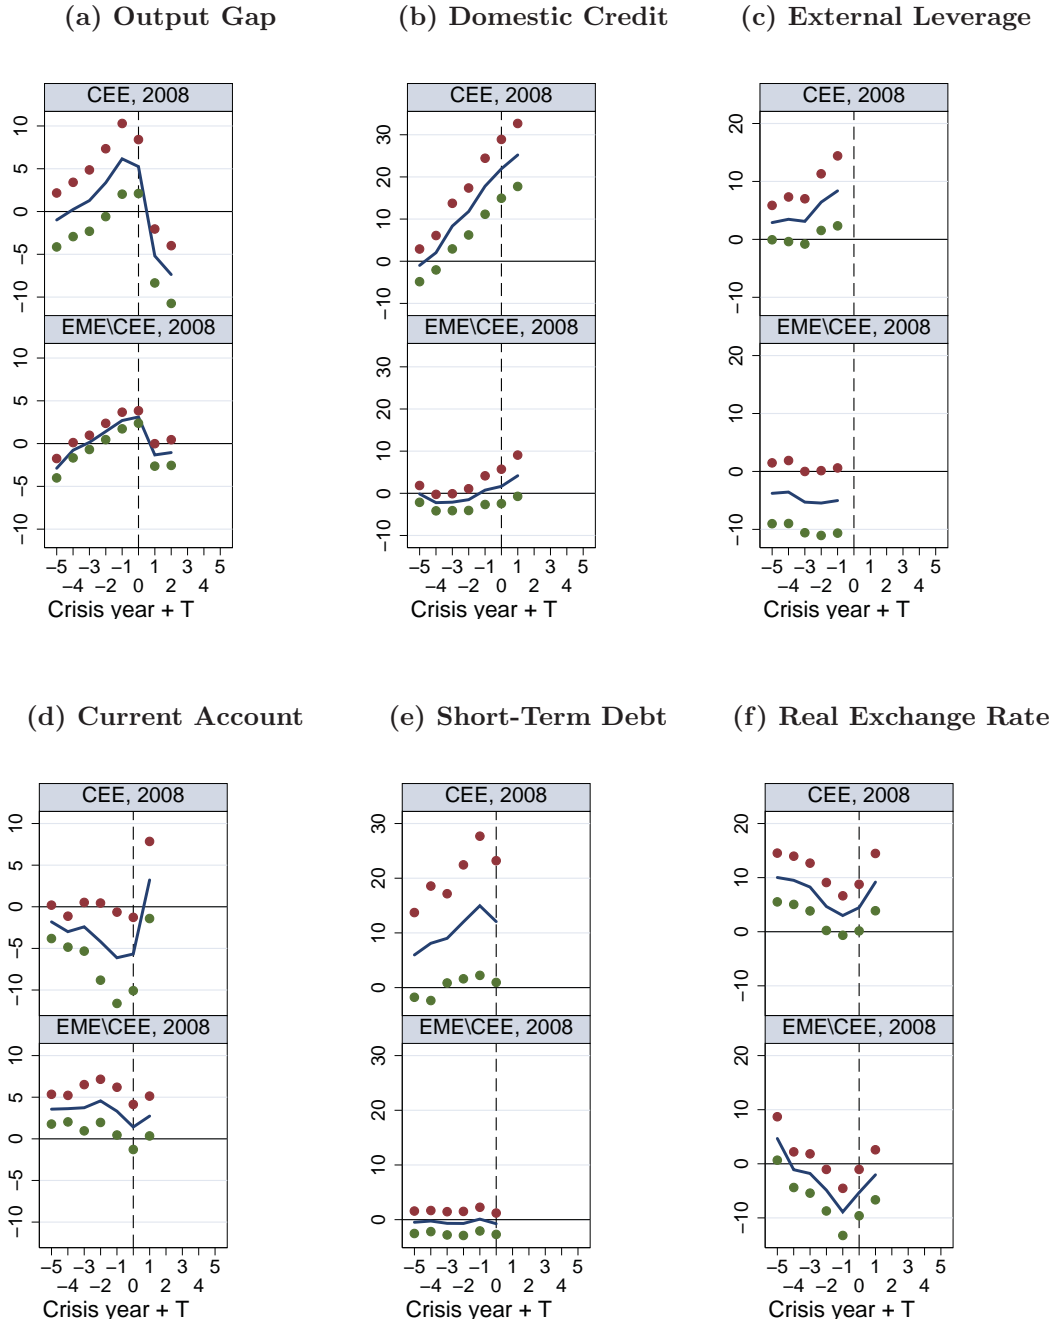 (a) Output Gap
(b) Domestic Credit
(c) External Leverage
CEE, 2008
10
5
0
−5
−10
EME\CEE, 2008
10
5
0
−5
−10
−5 −3 −1 1 3 5
−4 −2 0 2 4
Crisis year + T
CEE, 2008
30
20
10
0
−10
EME\CEE, 2008
30
20
10
0
−10
−5 −3 −1 1 3 5
−4 −2 0 2 4
Crisis year + T
CEE, 2008
20
10
0
−10
EME\CEE, 2008
20
10
0
−10
−5 −3 −1 1 3 5
−4 −2 0 2 4
Crisis year + T
(d) Current Account
(e) Short-Term Debt
(f) Real Exchange Rate
CEE, 2008
10
5
0
−5
−10
EME\CEE, 2008
10
5
0
−5
−10
−5 −3 −1 1 3 5
−4 −2 0 2 4
Crisis year + T
CEE, 2008
30
20
10
0
EME\CEE, 2008
30
20
10
0
−5 −3 −1 1 3 5
−4 −2 0 2 4
Crisis year + T
CEE, 2008
20
10
0
−10
EME\CEE, 2008
20
10
0
−10
−5 −3 −1 1 3 5
−4 −2 0 2 4
Crisis year + T